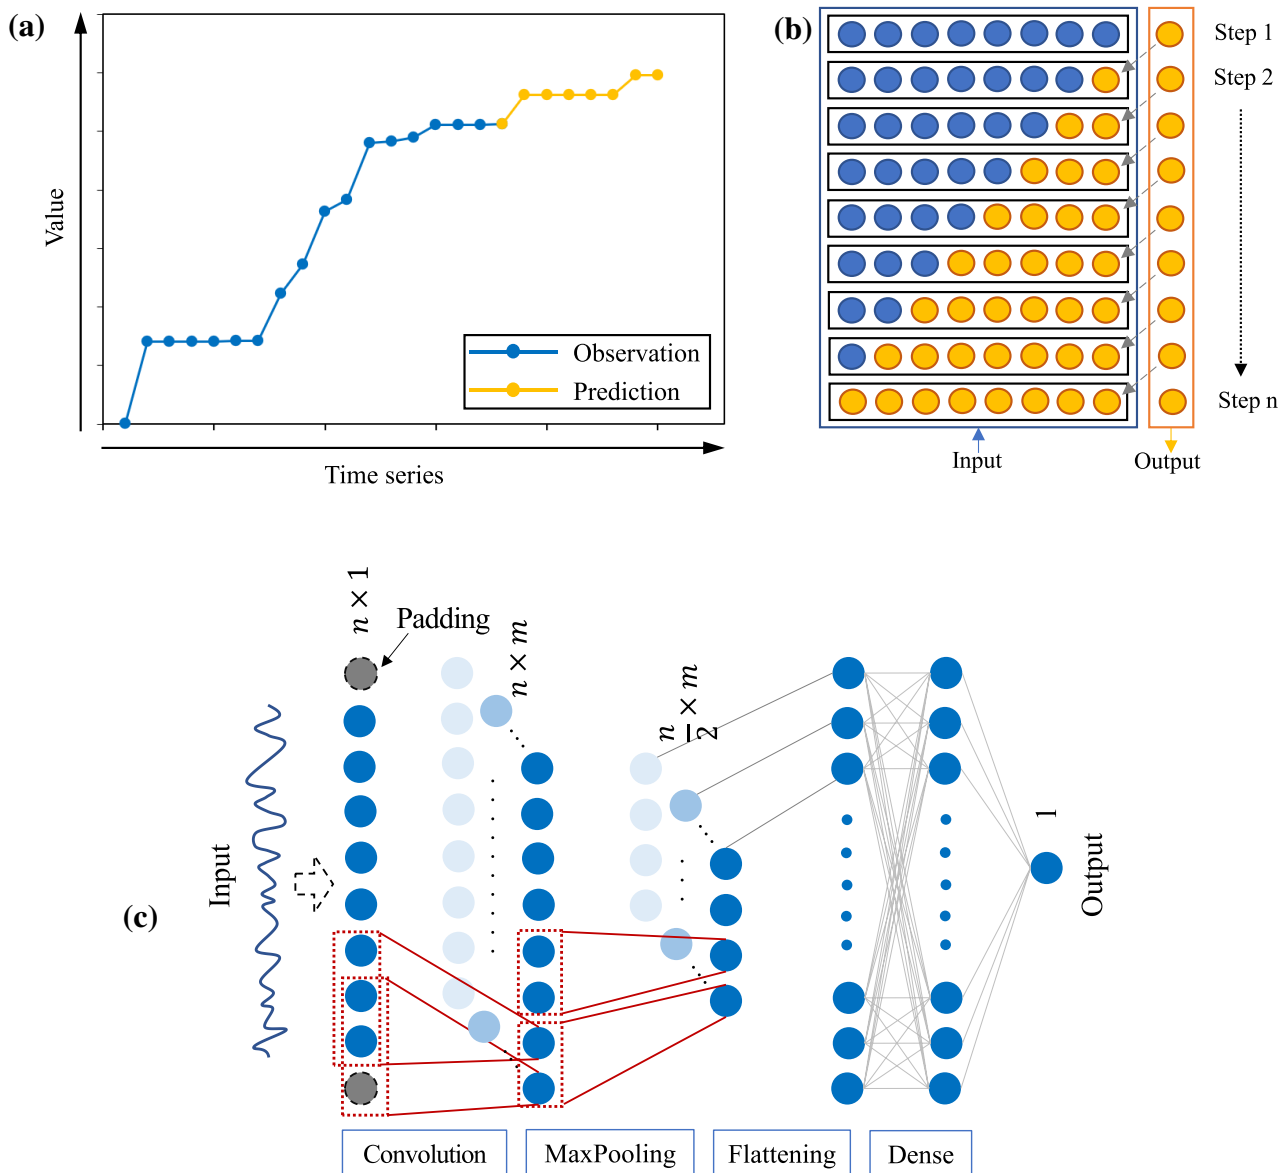 (a)
Value
Observation
Prediction
Time series
(b)
Step 1
Step 2
Step n
Input
Output
(c)
Input
n × 1
Padding
n × m
n/2 × m
1
Output
Convolution
MaxPooling
Flattening
Dense